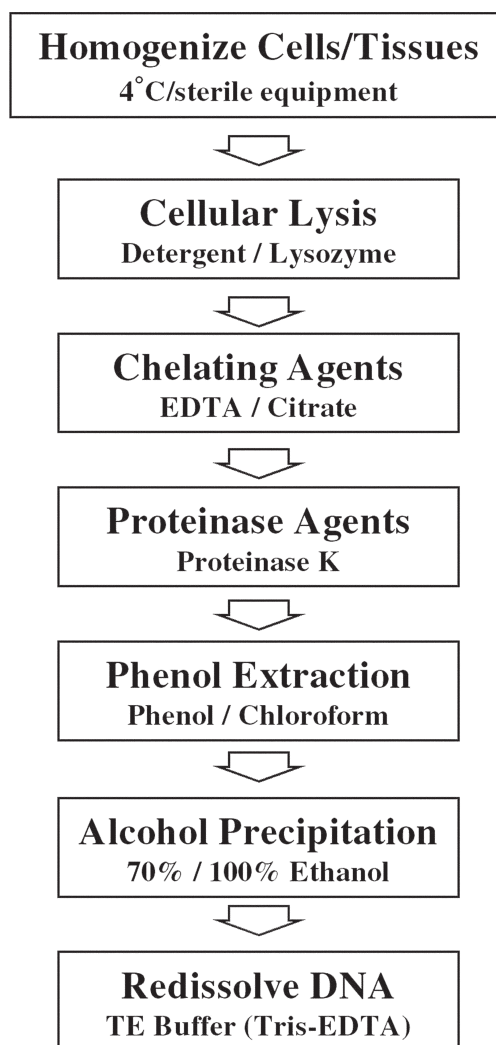 Homogenize Cells/Tissues
4°C/sterile equipment
Cellular Lysis
Detergent / Lysozyme
Chelating Agents
EDTA / Citrate
Proteinase Agents
Proteinase K
Phenol Extraction
Phenol / Chloroform
Alcohol Precipitation
70% / 100% Ethanol
Redissolve DNA
TE Buffer (Tris-EDTA)